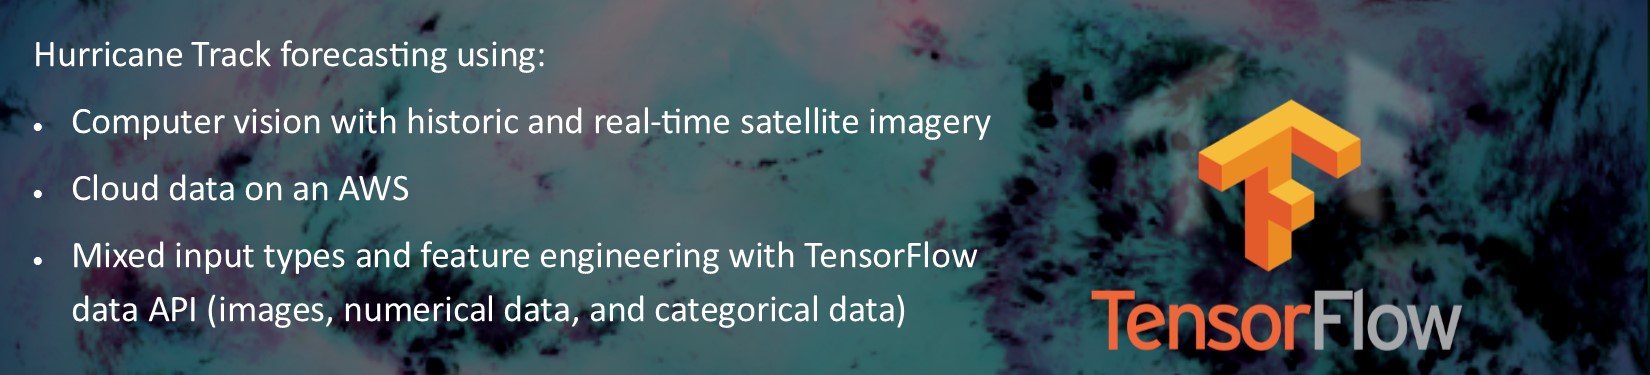 Hurricane Track forecasting using:
• Computer vision with historic and real-time satellite imagery
• Cloud data on an AWS
• Mixed input types and feature engineering with TensorFlow
data API (images, numerical data, and categorical data)
TensorFlow